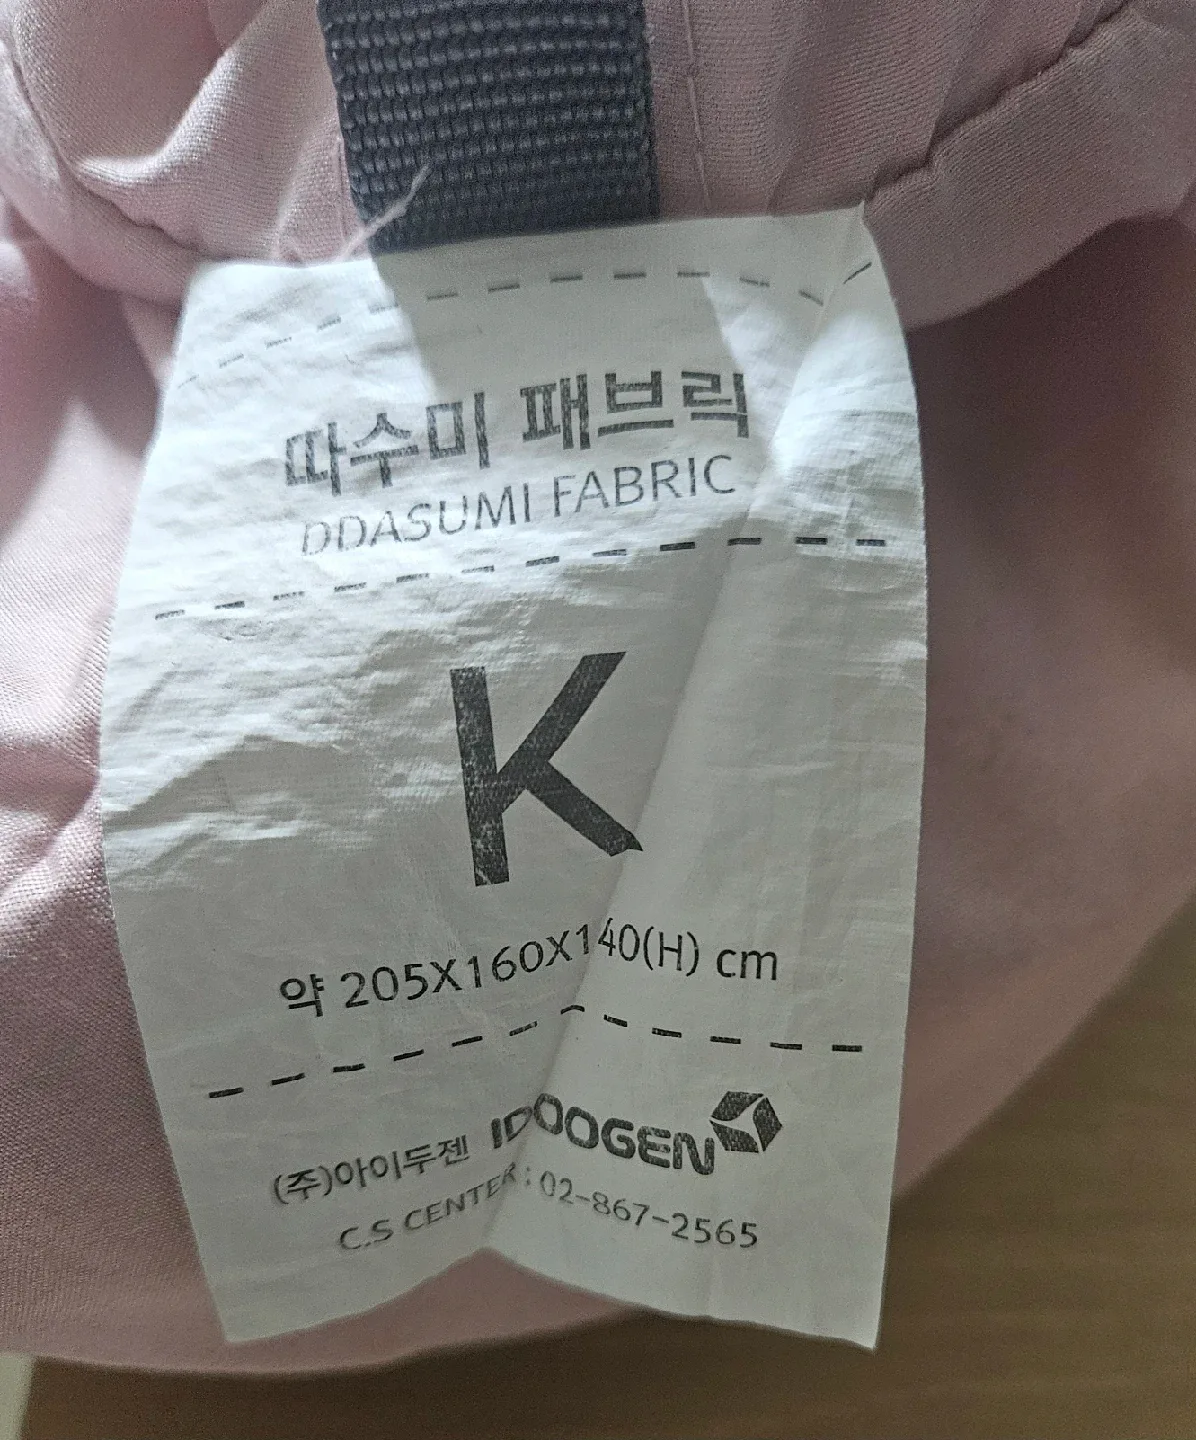 따수미 패브릭
DDASUMI FABRIC
K
약 205X160X140(H) cm
(주)아이두젠 IDOOGEN
C.S CENTER : 02-867-2565